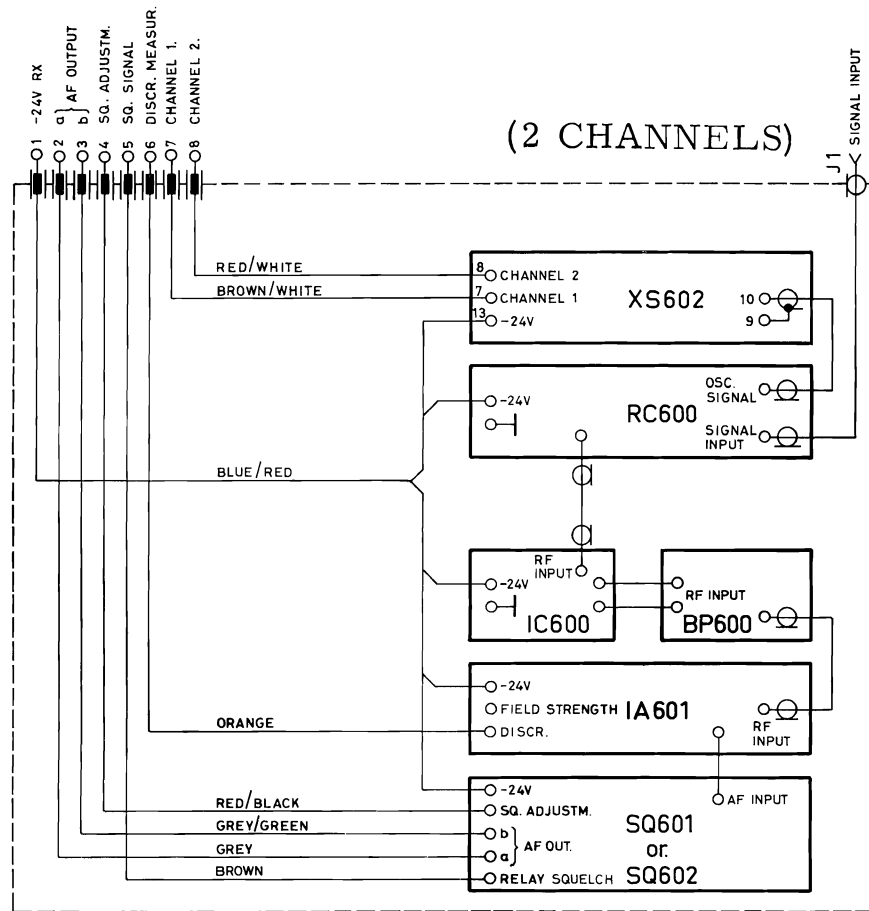 1 -24V RX
2 a } AF OUTPUT
3 b }
4 SQ. ADJUSTM.
5 SQ. SIGNAL
6 DISCR. MEASUR.
7 CHANNEL 1.
8 CHANNEL 2.
(2 CHANNELS)
J1
SIGNAL INPUT
RED/WHITE
BROWN/WHITE
8 CHANNEL 2
7 CHANNEL 1
13 -24V
XS602
10
9
-24V
RC600
OSC.
SIGNAL
SIGNAL
INPUT
BLUE/RED
RF
INPUT
-24V
IC600
RF INPUT
BP600
-24V
FIELD STRENGTH
IA601
DISCR.
RF
INPUT
ORANGE
-24V
SQ. ADJUSTM.
b } AF OUT.
a }
RELAY SQUELCH
AF INPUT
SQ601
or.
SQ602
RED/BLACK
GREY/GREEN
GREY
BROWN